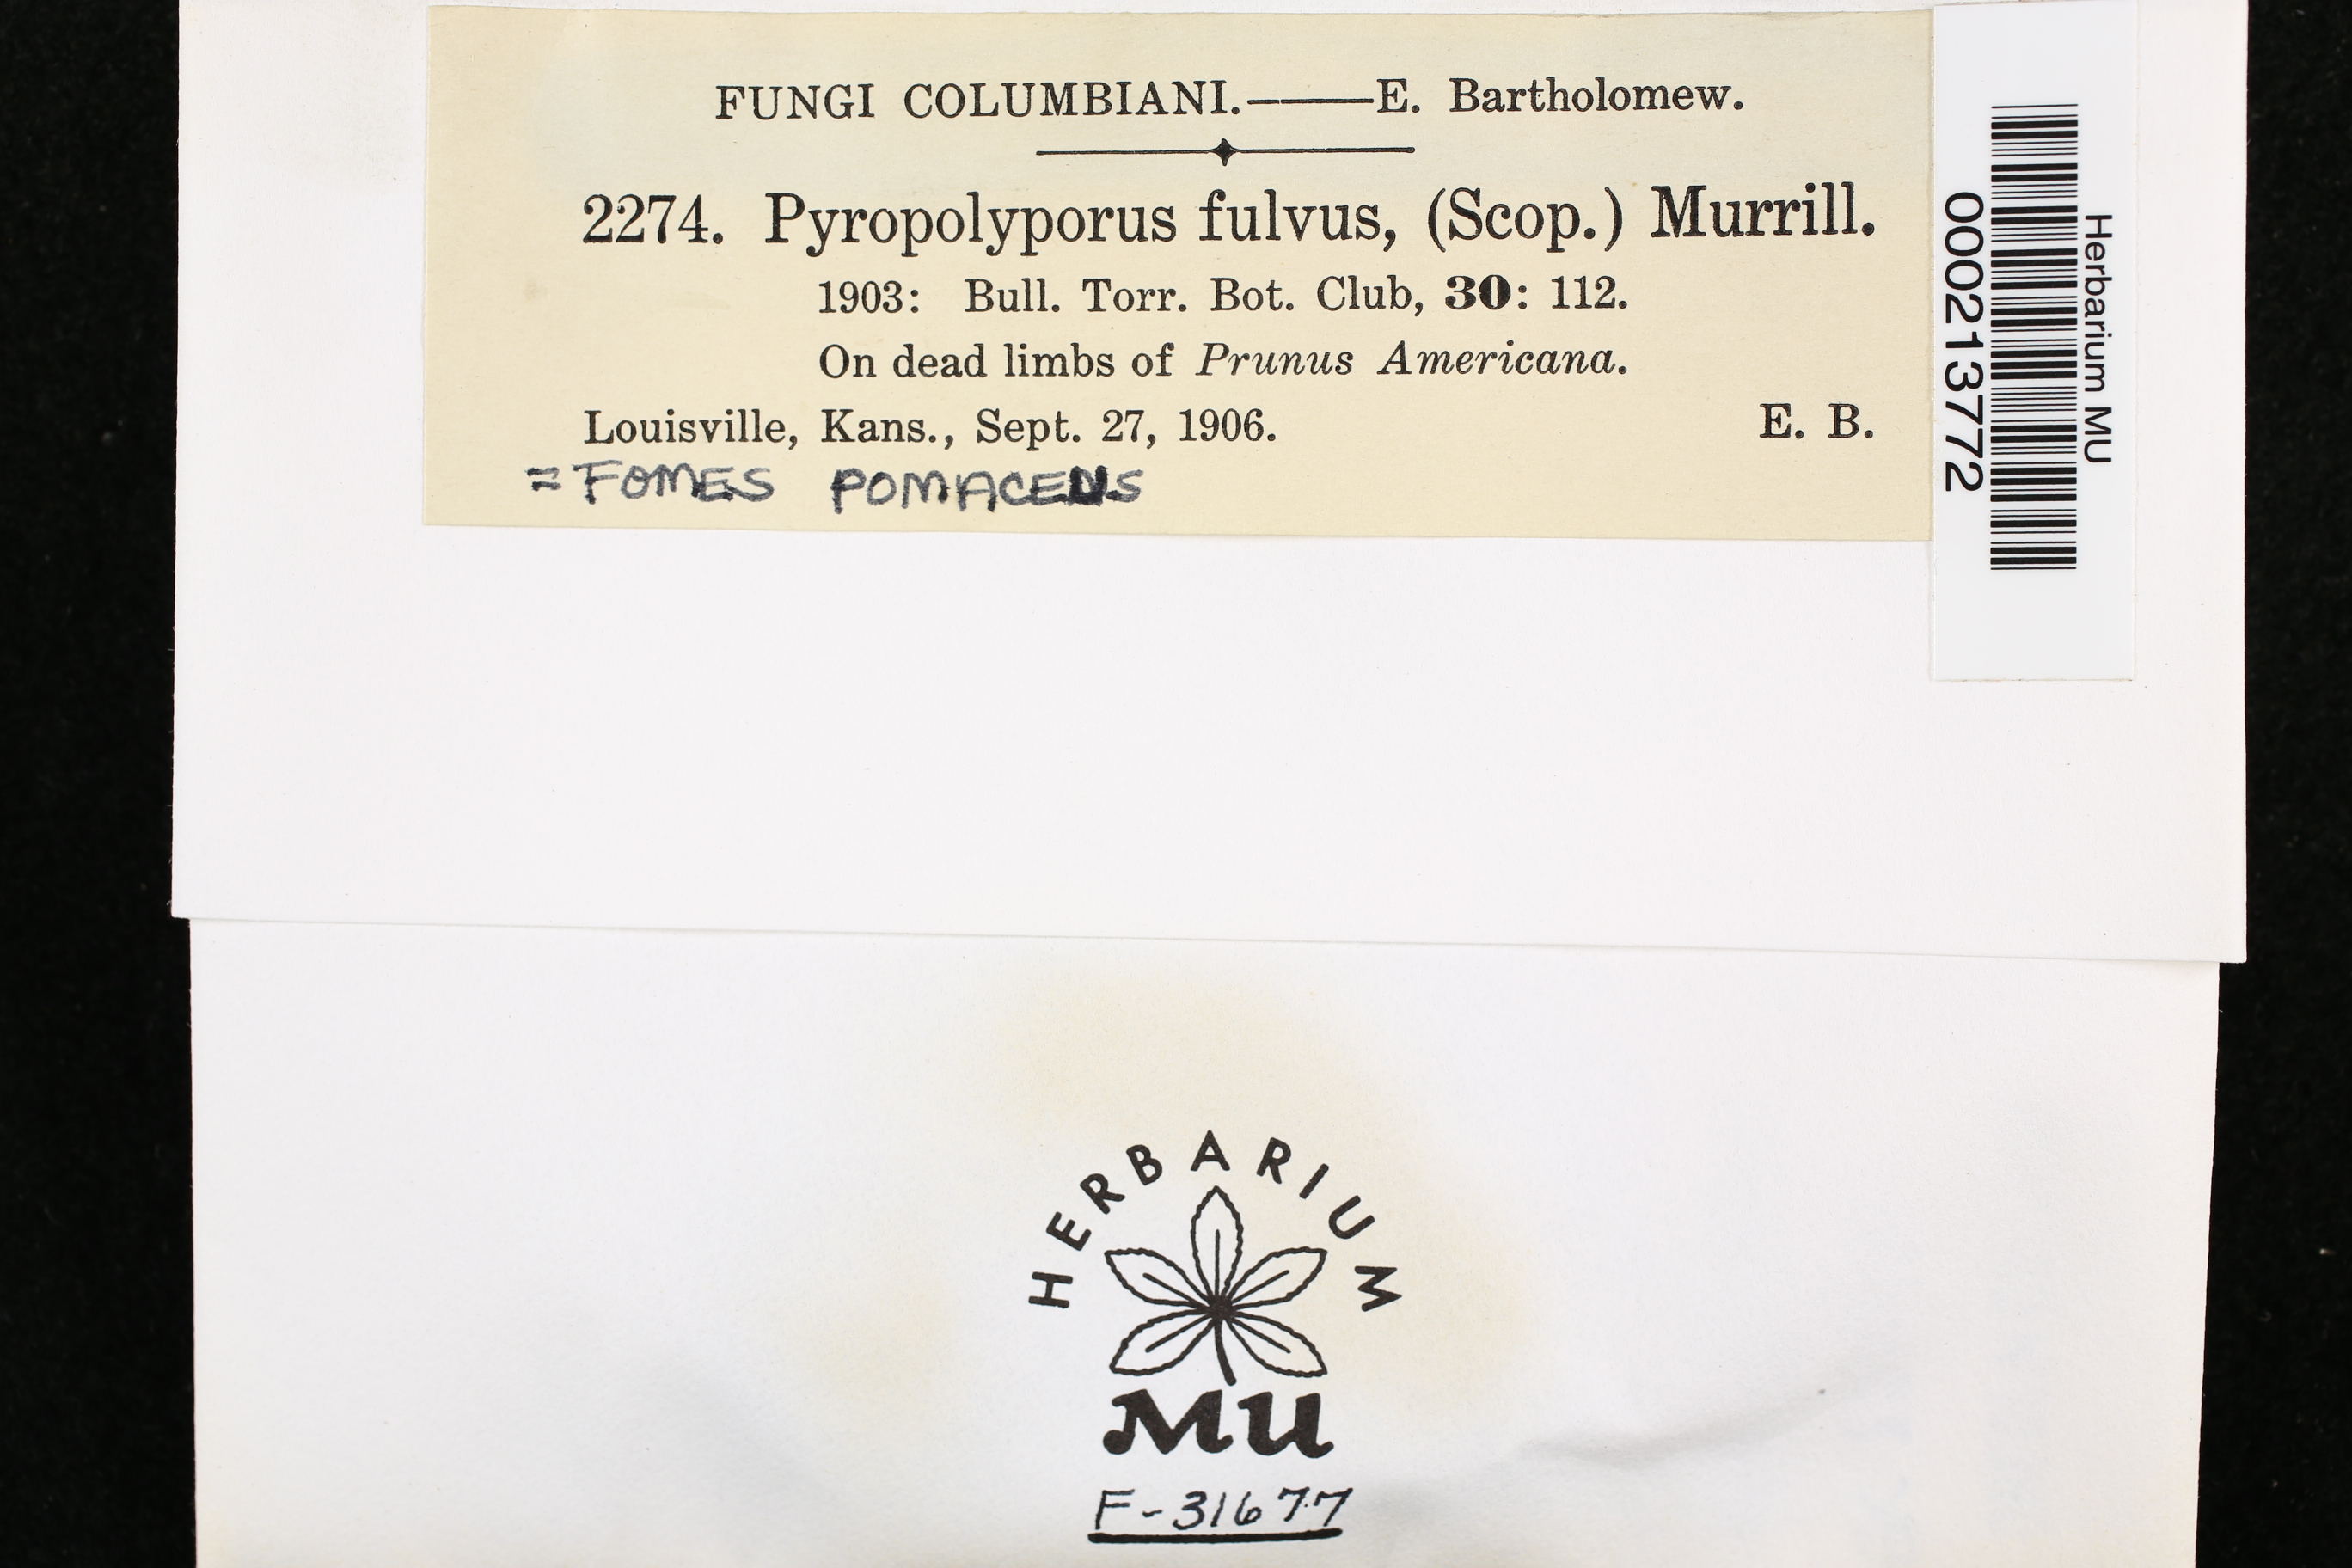 FUNGI COLUMBIANI.——E. Bartholomew.
2274. Pyropolyporus fulvus, (Scop.) Murrill.
1903: Bull. Torr. Bot. Club, 30: 112.
On dead limbs of Prunus Americana.
Louisville, Kans., Sept. 27, 1906. E. B.
= FOMES POMACEUS
Herbarium MU
000213772
HERBARIUM
MU
F-31677